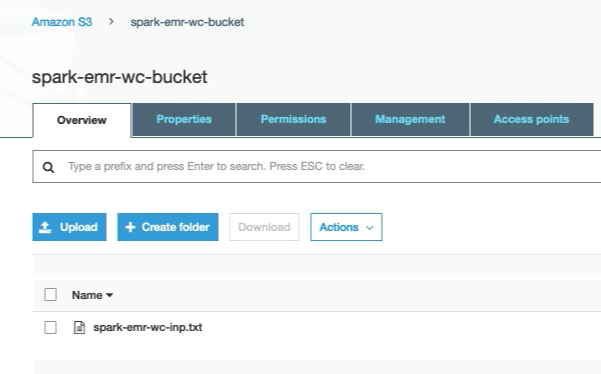 Amazon S3 > spark-emr-wc-bucket
spark-emr-wc-bucket
Overview Properties Permissions Management Access points
Type a prefix and press Enter to search. Press ESC to clear.
Upload + Create folder Download Actions
Name
spark-emr-wc-inp.txt